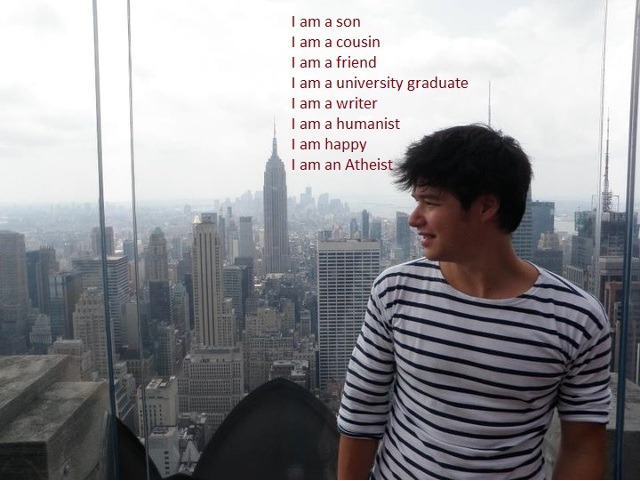 I am a son
I am a cousin
I am a friend
I am a university graduate
I am a writer
I am a humanist
I am happy
I am an Atheist